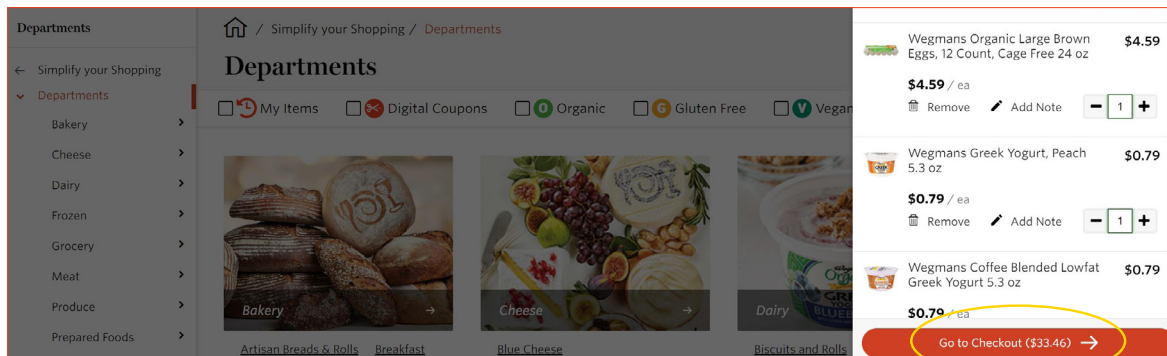 Departments
← Simplify your Shopping
Departments
Bakery
Cheese
Dairy
Frozen
Grocery
Meat
Produce
Prepared Foods
/ Simplify your Shopping / Departments
Departments
My Items
Digital Coupons
O Organic
G Gluten Free
V Vegan
Bakery →
Cheese →
Dairy
Artisan Breads & Rolls Breakfast
Blue Cheese
Biscuits and Rolls
Wegmans Organic Large Brown $4.59
Eggs, 12 Count, Cage Free 24 oz
$4.59 / ea
Remove Add Note − 1 +
Wegmans Greek Yogurt, Peach $0.79
5.3 oz
$0.79 / ea
Remove Add Note − 1 +
Wegmans Coffee Blended Lowfat $0.79
Greek Yogurt 5.3 oz
$0.79 / ea
Go to Checkout ($33.46) →